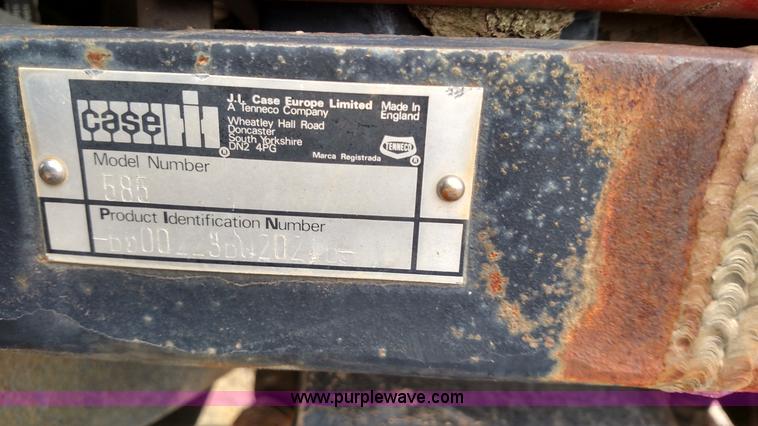 case IH
J.I. Case Europe Limited
A Tenneco Company
Wheatley Hall Road
Doncaster
South Yorkshire
DN2 4PG
Made In
England
Marca Registrada
TENNECO
Model Number
585
Product Identification Number
www.purplewave.com